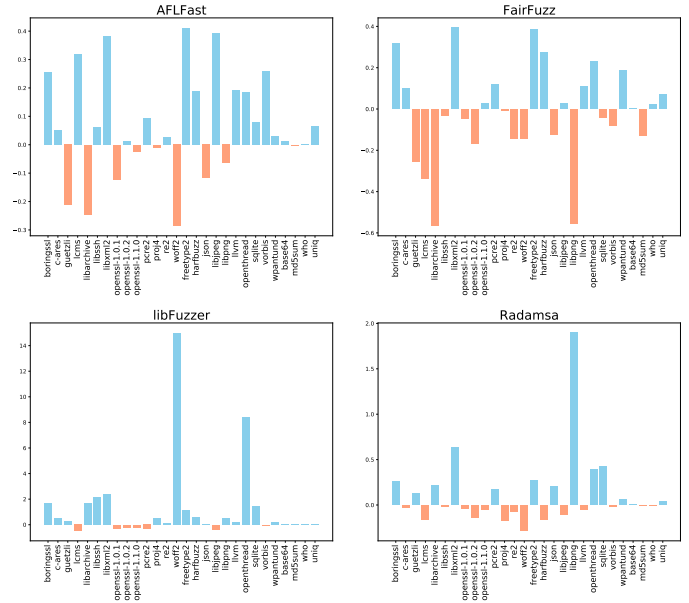 AFLFast
0.4
0.3
0.2
0.1
0.0
−0.1
−0.2
−0.3
boringssl
c-ares
guetzlii
lcms
libarchive
libssh
libxml2
openssl-1.0.1
openssl-1.0.2
openssl-1.1.0
pcre2
proj4
re2
woff2
freetype2
harfbuzz
json
libjpeg
libpng
llvm
openthread
sqlite
vorbis
wpantund
base64
md5sum
who
uniq
FairFuzz
0.4
0.2
0.0
−0.2
−0.4
−0.6
boringssl
c-ares
guetzlii
lcms
libarchive
libssh
libxml2
openssl-1.0.1
openssl-1.0.2
openssl-1.1.0
pcre2
proj4
re2
woff2
freetype2
harfbuzz
json
libjpeg
libpng
llvm
openthread
sqlite
vorbis
wpantund
base64
md5sum
who
uniq
libFuzzer
14
12
10
8
6
4
2
0
boringssl
c-ares
guetzlii
lcms
libarchive
libssh
libxml2
openssl-1.0.1
openssl-1.0.2
openssl-1.1.0
pcre2
proj4
re2
woff2
freetype2
harfbuzz
json
libjpeg
libpng
llvm
openthread
sqlite
vorbis
wpantund
base64
md5sum
who
uniq
Radamsa
2.0
1.5
1.0
0.5
0.0
boringssl
c-ares
guetzlii
lcms
libarchive
libssh
libxml2
openssl-1.0.1
openssl-1.0.2
openssl-1.1.0
pcre2
proj4
re2
woff2
freetype2
harfbuzz
json
libjpeg
libpng
llvm
openthread
sqlite
vorbis
wpantund
base64
md5sum
who
uniq